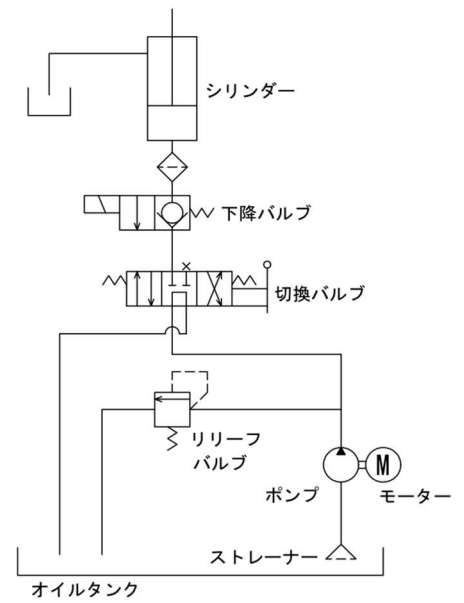 シリンダー
下降バルブ
切換バルブ
リリーフ
バルブ
M
ポンプ
モーター
ストレーナー
オイルタンク